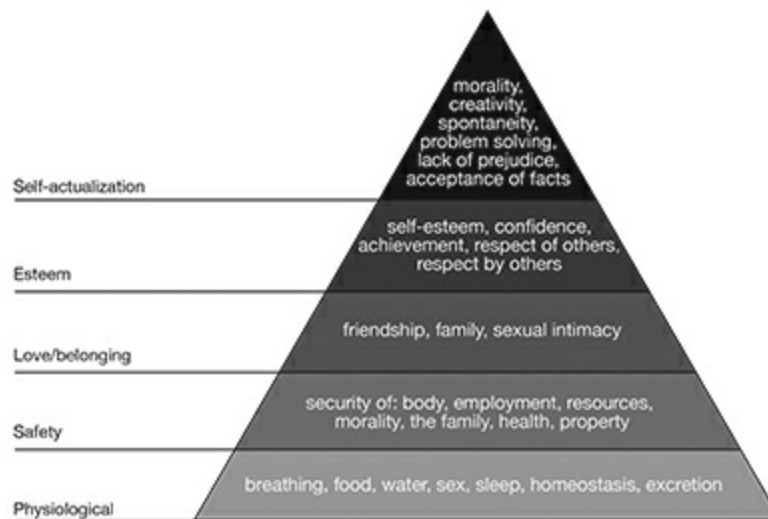 morality,
creativity,
spontaneity,
problem solving,
lack of prejudice,
acceptance of facts
Self-actualization
self-esteem, confidence,
achievement, respect of others,
respect by others
Esteem
friendship, family, sexual intimacy
Love/belonging
security of: body, employment, resources,
morality, the family, health, property
Safety
breathing, food, water, sex, sleep, homeostasis, excretion
Physiological